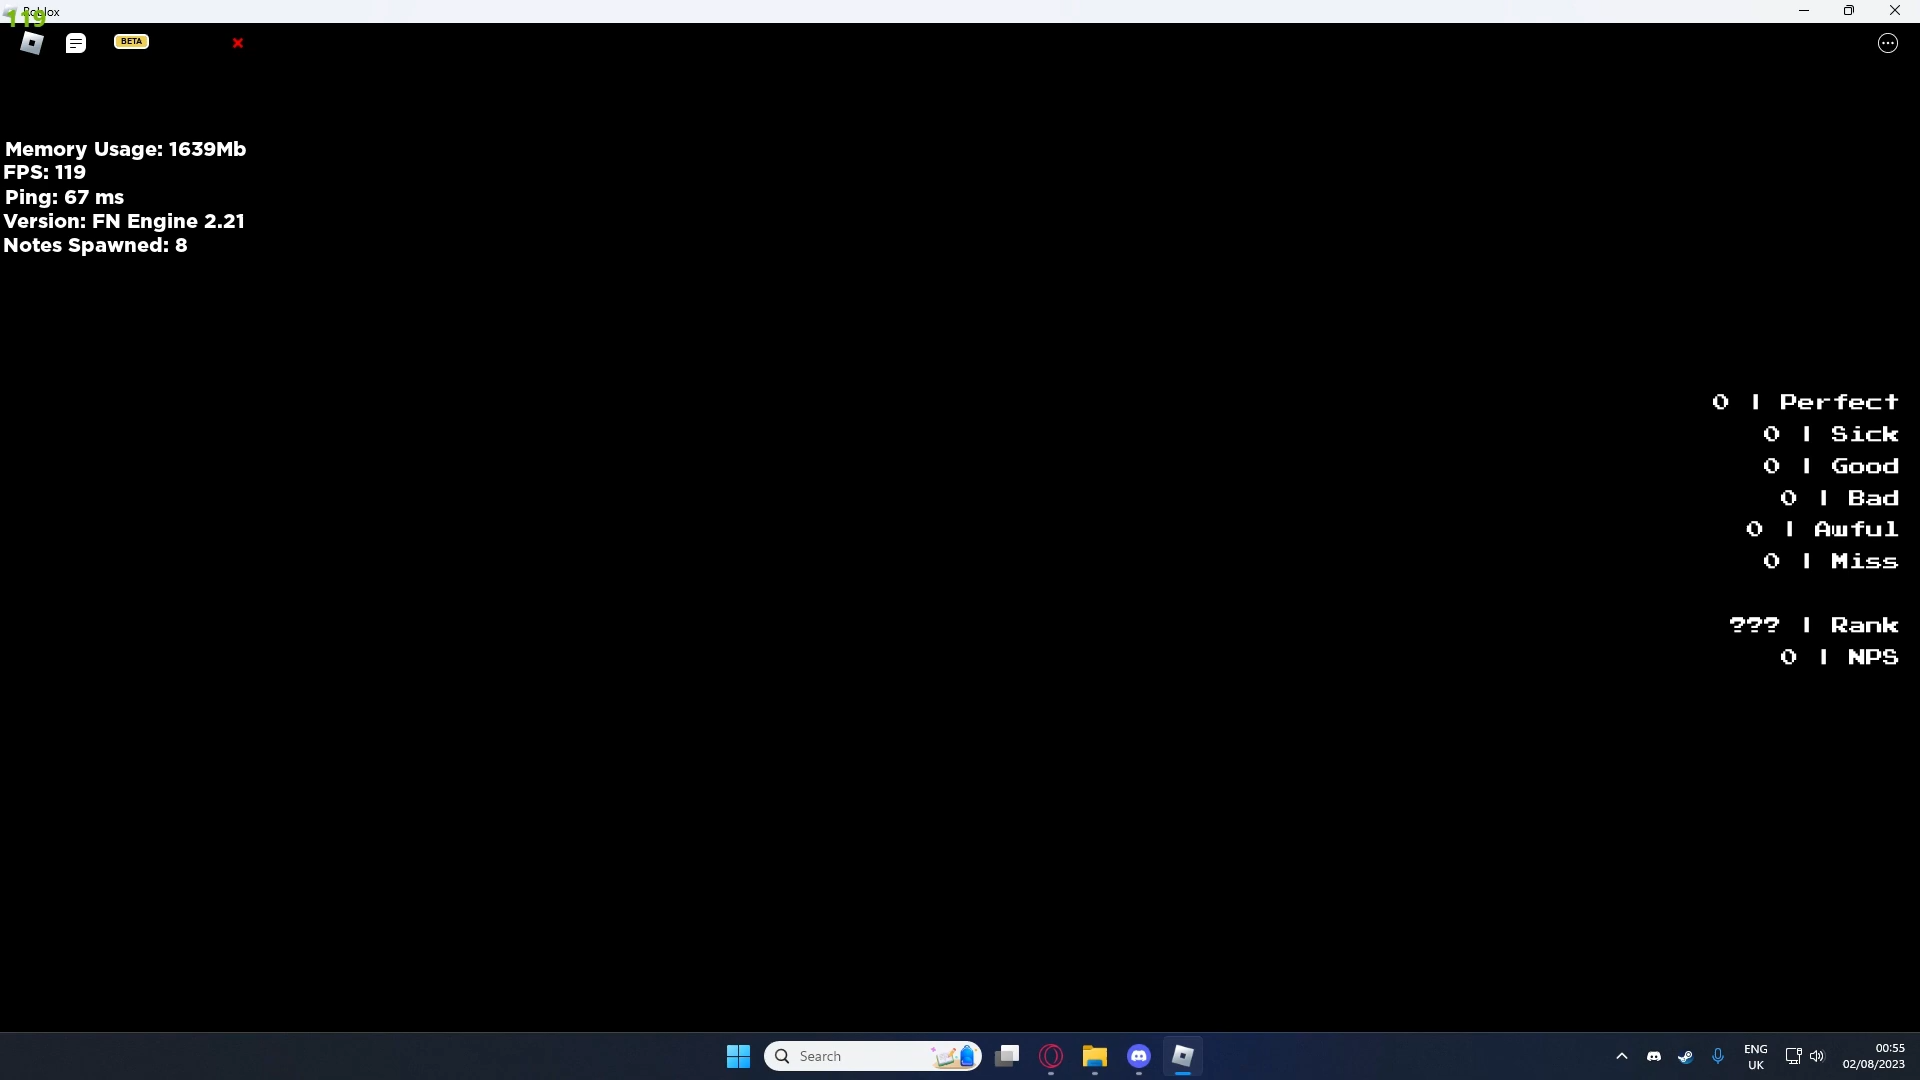 Roblox
119
BETA
Memory Usage: 1639Mb
FPS: 119
Ping: 67 ms
Version: FN Engine 2.21
Notes Spawned: 8
0 | Perfect
0 | Sick
0 | Good
0 | Bad
0 | Awful
0 | Miss
??? | Rank
0 | NPS
Search
ENG
UK
00:55
02/08/2023